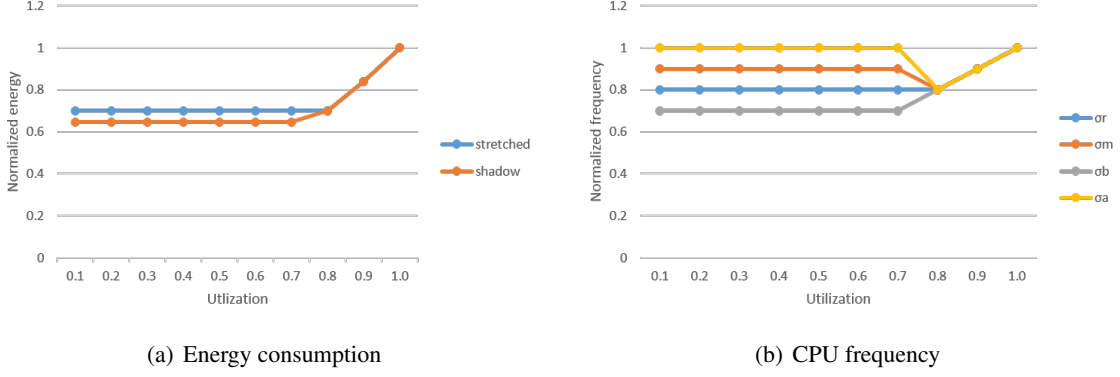 1.2
1
0.8
0.6
0.4
0.2
0
Normalized energy
0.1 0.2 0.3 0.4 0.5 0.6 0.7 0.8 0.9 1.0
Utlization
stretched
shadow
(a) Energy consumption
1.2
1
0.8
0.6
0.4
0.2
0
Normalized frequency
0.1 0.2 0.3 0.4 0.5 0.6 0.7 0.8 0.9 1.0
Utilization
σr
σm
σb
σa
(b) CPU frequency